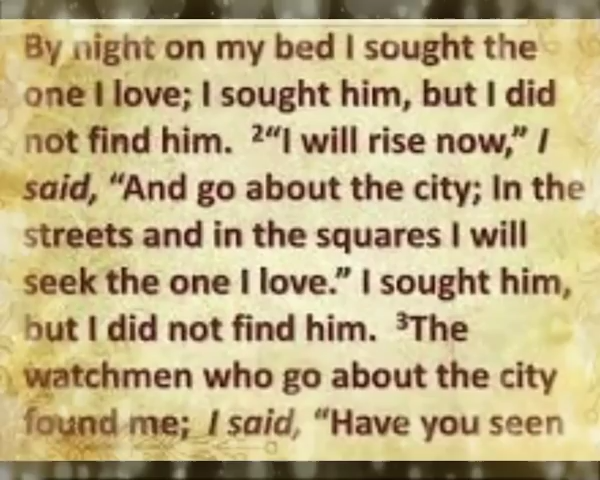 By night on my bed I sought the
one I love; I sought him, but I did
not find him. ²“I will rise now,” I
said, “And go about the city; In the
streets and in the squares I will
seek the one I love.” I sought him,
but I did not find him. ³The
watchmen who go about the city
found me; I said, “Have you seen